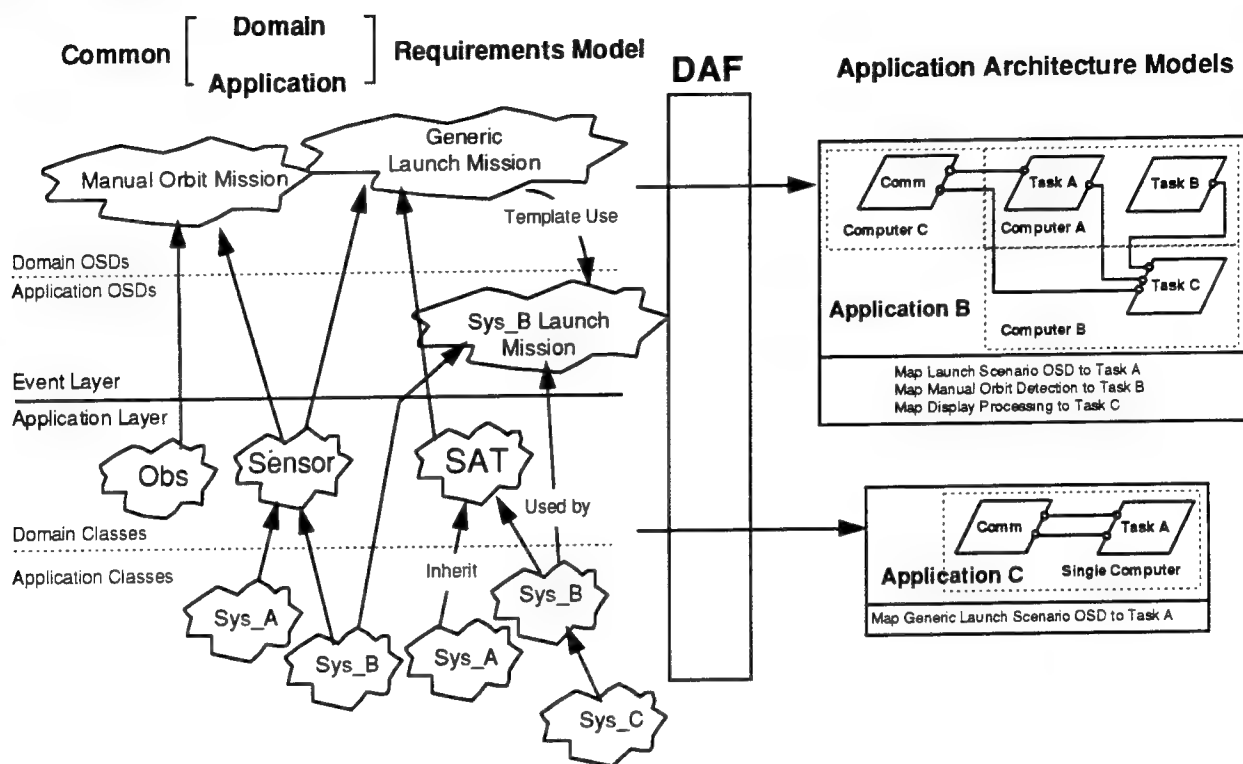 Common
Domain
Application
Requirements Model
DAF
Application Architecture Models
Manual Orbit Mission
Generic
Launch Mission
Template Use
Domain OSDs
Application OSDs
Sys_B Launch
Mission
Event Layer
Application Layer
Obs
Sensor
SAT
Used by
Domain Classes
Application Classes
Inherit
Sys_A
Sys_B
Sys_A
Sys_B
Sys_C
Comm
Task A
Task B
Computer C
Computer A
Task C
Application B
Computer B
Map Launch Scenario OSD to Task A
Map Manual Orbit Detection to Task B
Map Display Processing to Task C
Comm
Task A
Application C
Single Computer
Map Generic Launch Scenario OSD to Task A